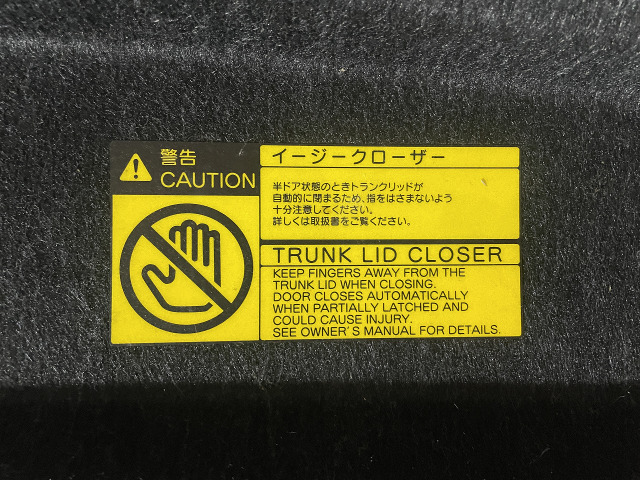 警告
CAUTION
イージークローザー
半ドア状態のときトランクリッドが
自動的に閉まるため、指をはさまないよう
十分注意してください。
詳しくは取扱書をご覧ください。
TRUNK LID CLOSER
KEEP FINGERS AWAY FROM THE
TRUNK LID WHEN CLOSING.
DOOR CLOSES AUTOMATICALLY
WHEN PARTIALLY LATCHED AND
COULD CAUSE INJURY.
SEE OWNER'S MANUAL FOR DETAILS.